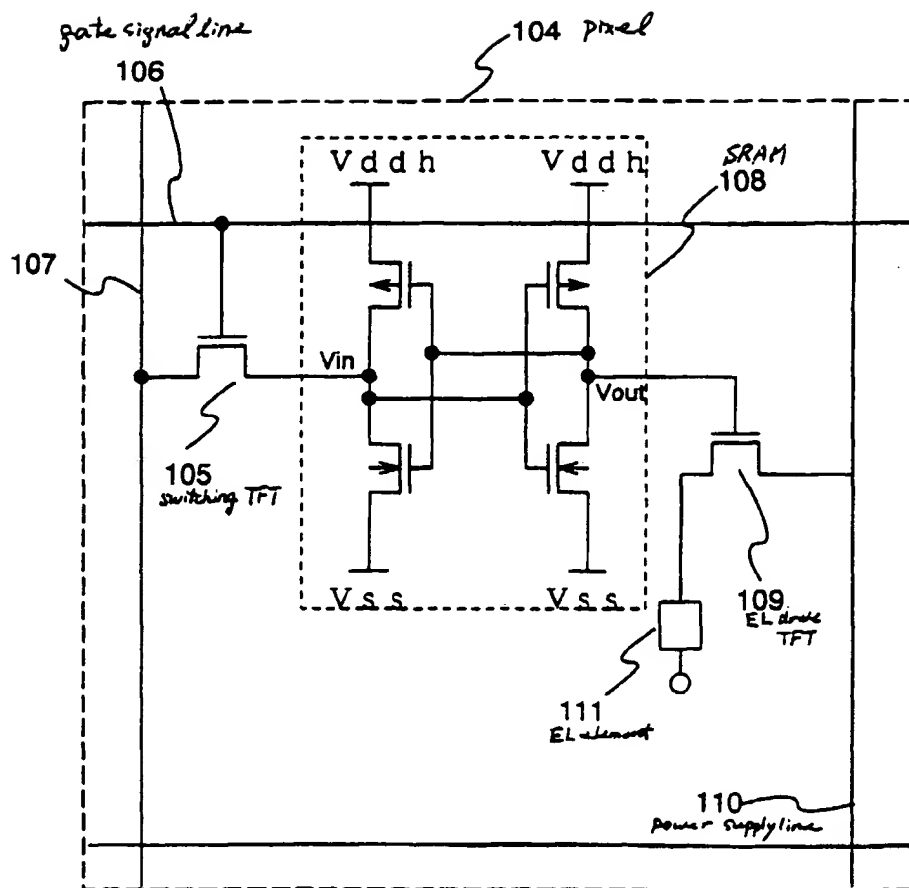 gate signal line
106
104 pixel
Vddh
Vddh
SRAM
108
107
Vin
Vout
105
switching TFT
Vss
Vss
109
EL drive
TFT
111
EL element
110
power supply line